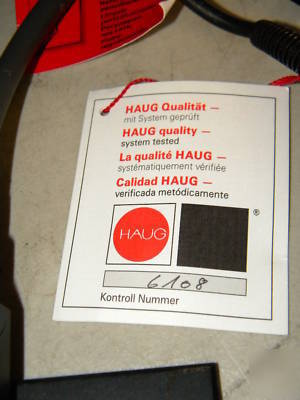 HAUG Qualität –
mit System geprüft
HAUG quality –
system tested
La qualité HAUG –
systématiquement vérifiée
Calidad HAUG –
verificada metódicamente
HAUG
®
6108
Kontroll Nummer